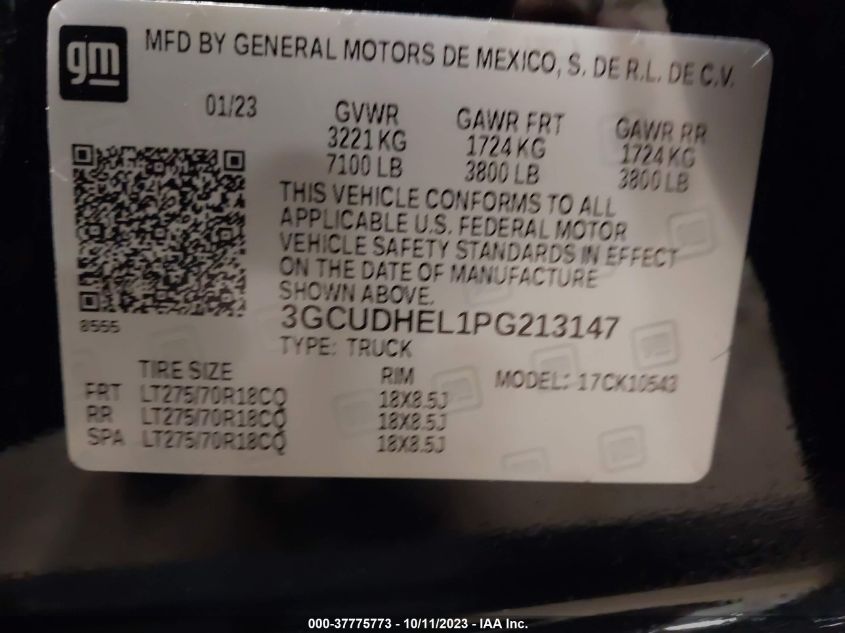 gm
MFD BY GENERAL MOTORS DE MEXICO, S. DE R.L. DE C.V.
01/23 GVWR GAWR FRT GAWR RR
3221 KG 1724 KG 1724 KG
7100 LB 3800 LB 3800 LB
THIS VEHICLE CONFORMS TO ALL
APPLICABLE U.S. FEDERAL MOTOR
VEHICLE SAFETY STANDARDS IN EFFECT
ON THE DATE OF MANUFACTURE
SHOWN ABOVE.
8555
3GCUDHEL1PG213147
TYPE: TRUCK
TIRE SIZE RIM MODEL: 17CK10543
FRT LT275/70R18CQ 18X8.5J
RR LT275/70R18CQ 18X8.5J
SPA LT275/70R18CQ 18X8.5J
000-37775773 - 10/11/2023 - IAA Inc.